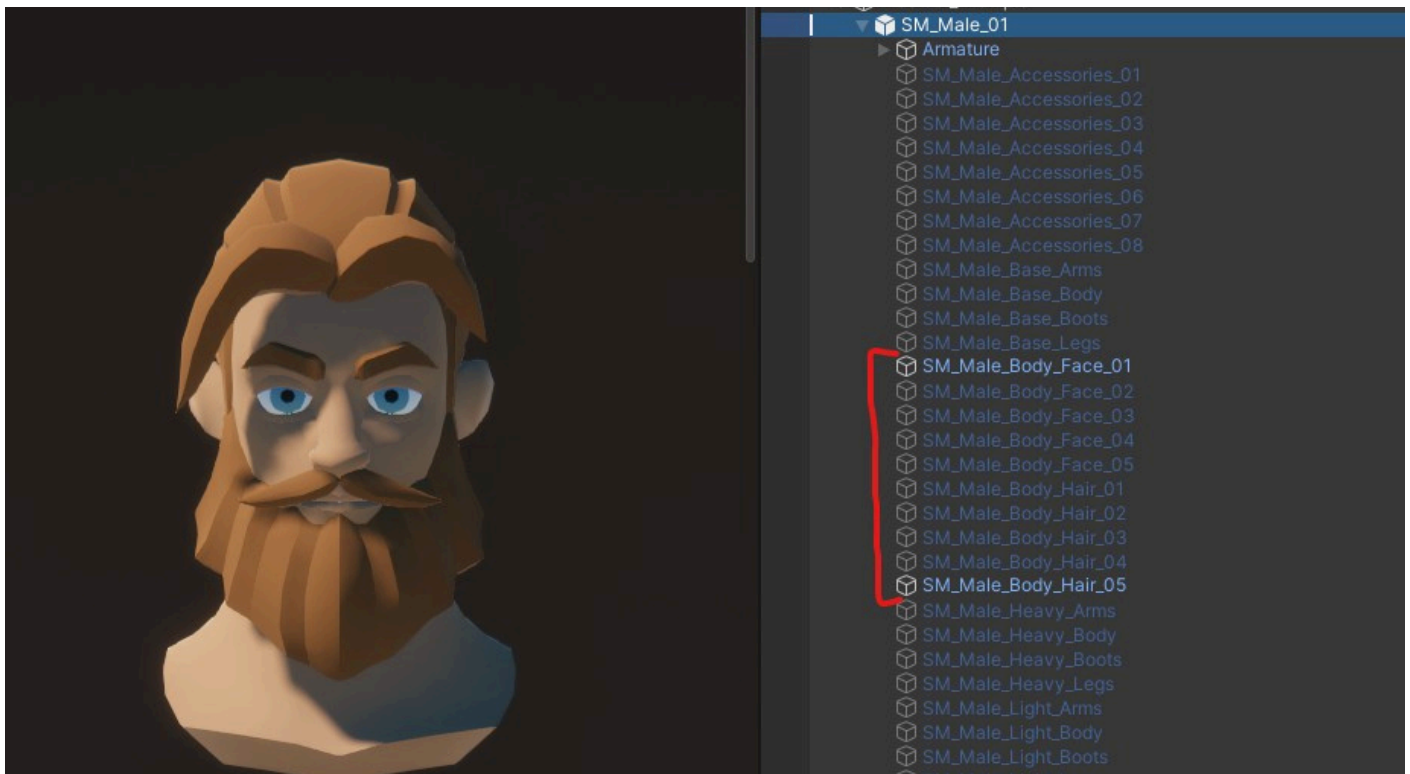 SM_Male_01
Armature
SM_Male_Accessories_01
SM_Male_Accessories_02
SM_Male_Accessories_03
SM_Male_Accessories_04
SM_Male_Accessories_05
SM_Male_Accessories_06
SM_Male_Accessories_07
SM_Male_Accessories_08
SM_Male_Base_Arms
SM_Male_Base_Body
SM_Male_Base_Boots
SM_Male_Base_Legs
SM_Male_Body_Face_01
SM_Male_Body_Face_02
SM_Male_Body_Face_03
SM_Male_Body_Face_04
SM_Male_Body_Face_05
SM_Male_Body_Hair_01
SM_Male_Body_Hair_02
SM_Male_Body_Hair_03
SM_Male_Body_Hair_04
SM_Male_Body_Hair_05
SM_Male_Heavy_Arms
SM_Male_Heavy_Body
SM_Male_Heavy_Boots
SM_Male_Heavy_Legs
SM_Male_Light_Arms
SM_Male_Light_Body
SM_Male_Light_Boots